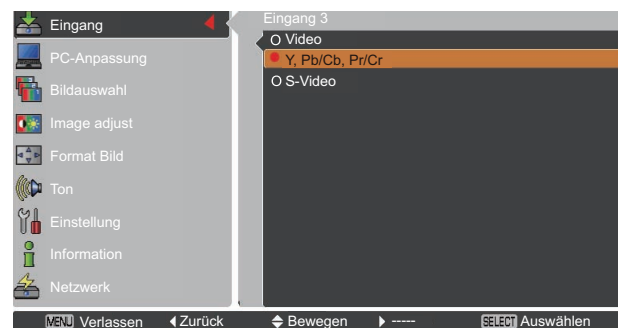 Eingang
PC-Anpassung
Bildauswahl
Image adjust
Format Bild
Ton
Einstellung
Information
Netzwerk
Eingang 3
Video
Y, Pb/Cb, Pr/Cr
S-Video
MENU Verlassen Zurück Bewegen ----- SELECT Auswählen